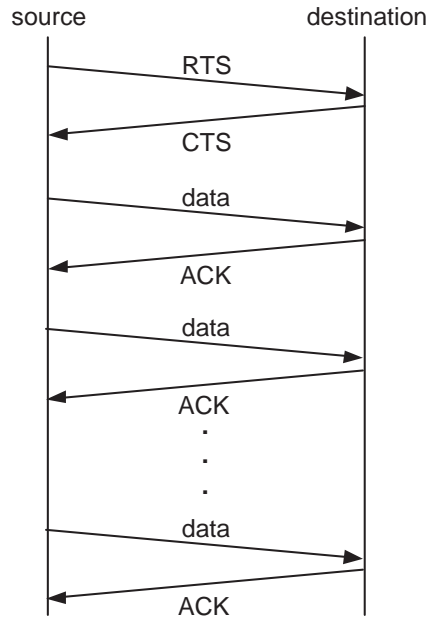 source destination
RTS
CTS
data
ACK
data
ACK
.
.
.
data
ACK